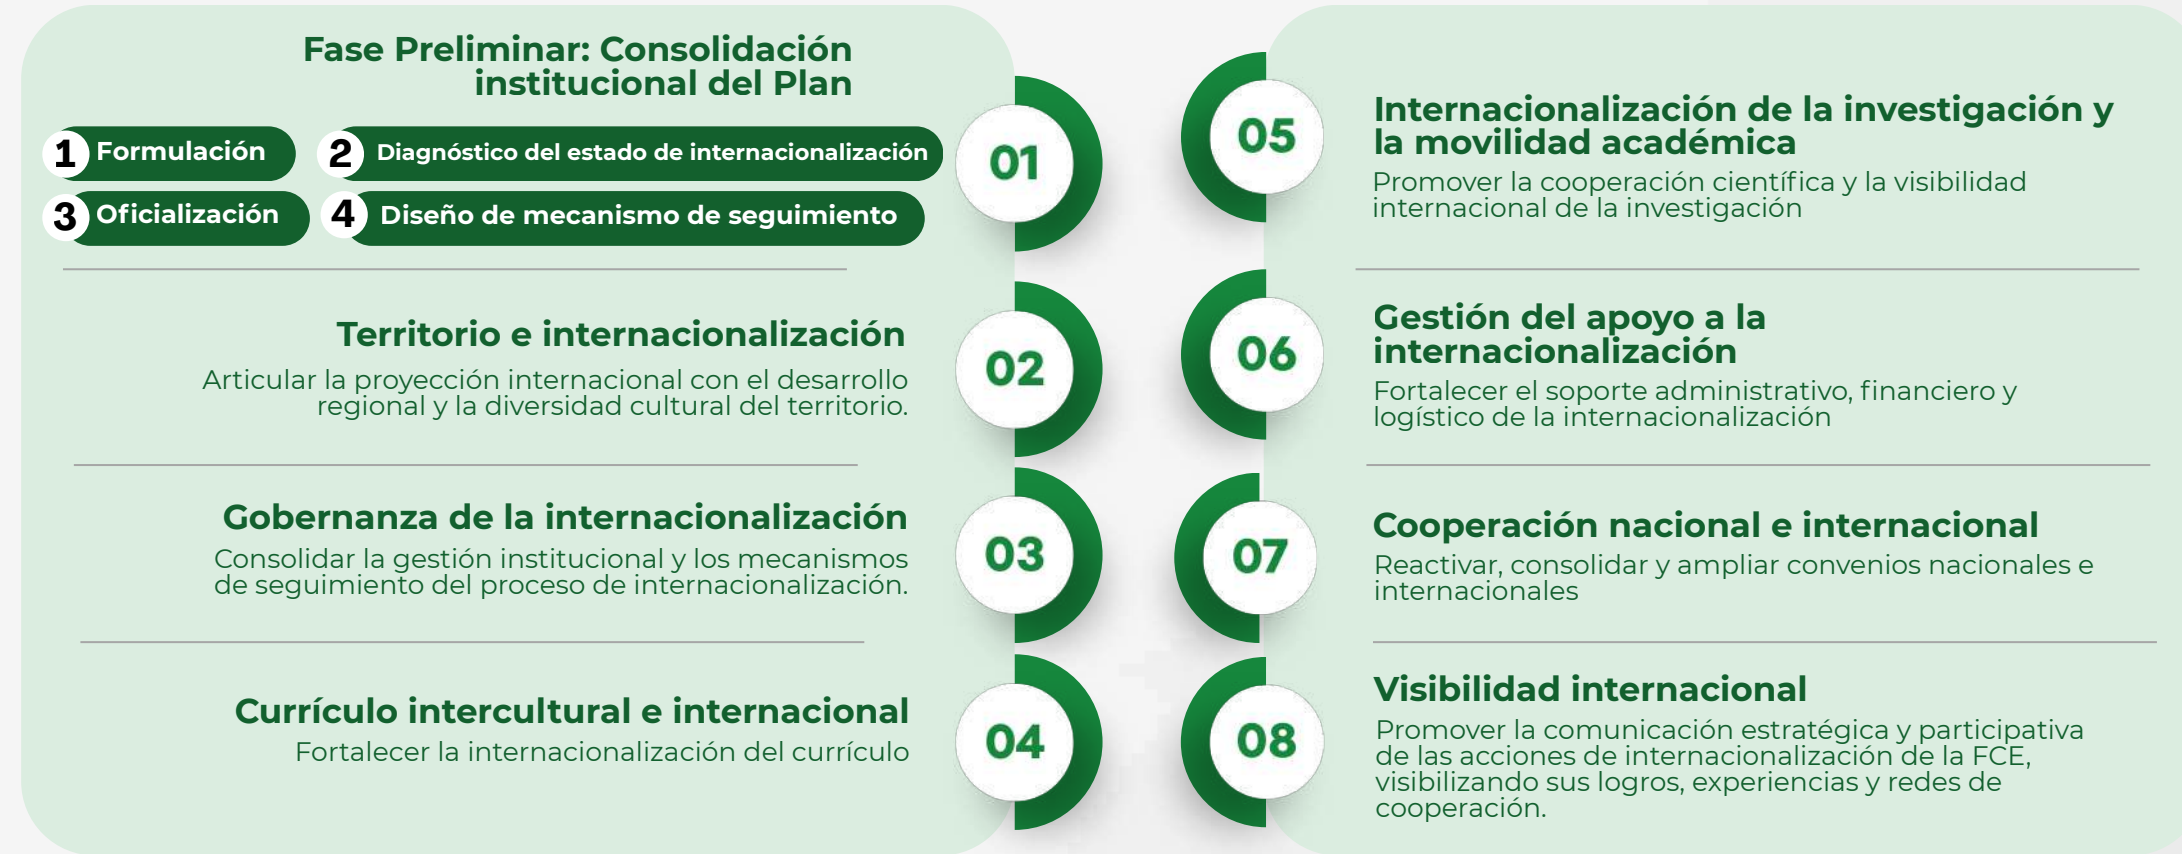 Fase Preliminar: Consolidación
institucional del Plan
1 Formulación
2 Diagnóstico del estado de internacionalización
3 Oficialización
4 Diseño de mecanismo de seguimiento
01
Territorio e internacionalización
Articular la proyección internacional con el desarrollo
regional y la diversidad cultural del territorio.
02
Gobernanza de la internacionalización
Consolidar la gestión institucional y los mecanismos
de seguimiento del proceso de internacionalización.
03
Currículo intercultural e internacional
Fortalecer la internacionalización del currículo
04
05
Internacionalización de la investigación y
la movilidad académica
Promover la cooperación científica y la visibilidad
internacional de la investigación
06
Gestión del apoyo a la
internacionalización
Fortalecer el soporte administrativo, financiero y
logístico de la internacionalización
07
Cooperación nacional e internacional
Reactivar, consolidar y ampliar convenios nacionales e
internacionales
08
Visibilidad internacional
Promover la comunicación estratégica y participativa
de las acciones de internacionalización de la FCE,
visibilizando sus logros, experiencias y redes de
cooperación.